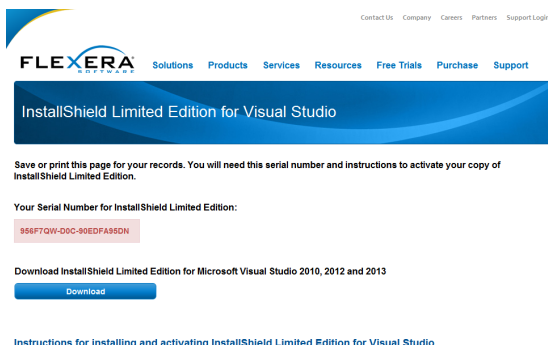 Contact Us Company Careers Partners Support Login
FLEXERA
SOFTWARE
Solutions Products Services Resources Free Trials Purchase Support
InstallShield Limited Edition for Visual Studio
Save or print this page for your records. You will need this serial number and instructions to activate your copy of
InstallShield Limited Edition.
Your Serial Number for InstallShield Limited Edition:
956F7QW-D0C-90EDFA95DN
Download InstallShield Limited Edition for Microsoft Visual Studio 2010, 2012 and 2013
Download
Instructions for installing and activating InstallShield Limited Edition for Visual Studio